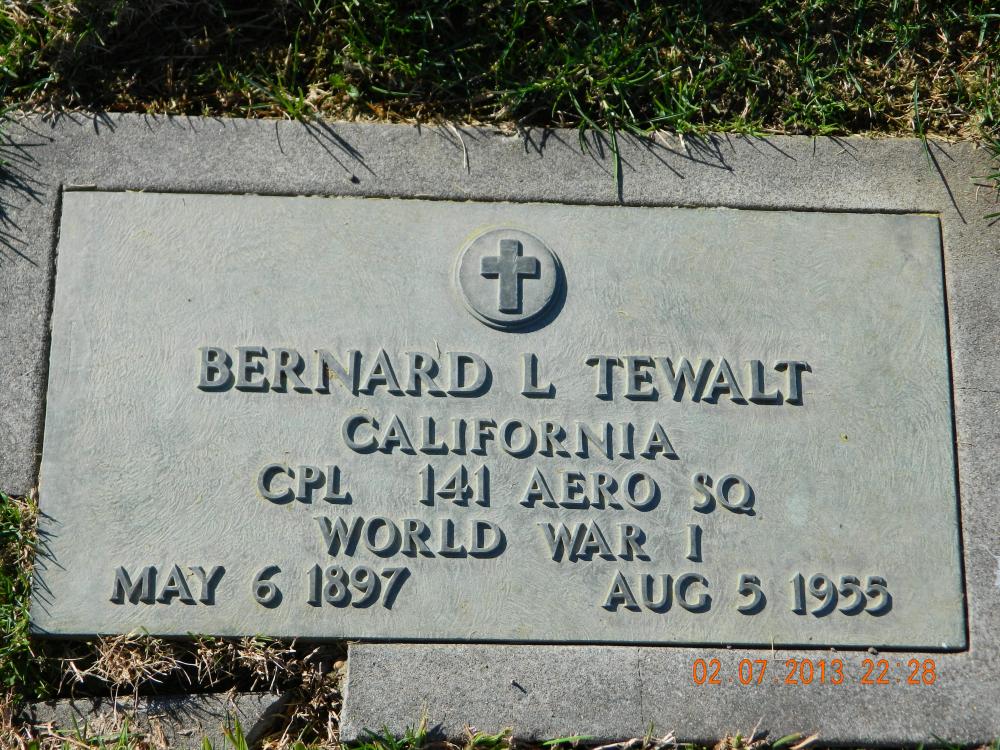 BERNARD L TEWALT
CALIFORNIA
CPL 141 AERO SQ
WORLD WAR I
MAY 6 1897 AUG 5 1955
02.07.2013 22:28